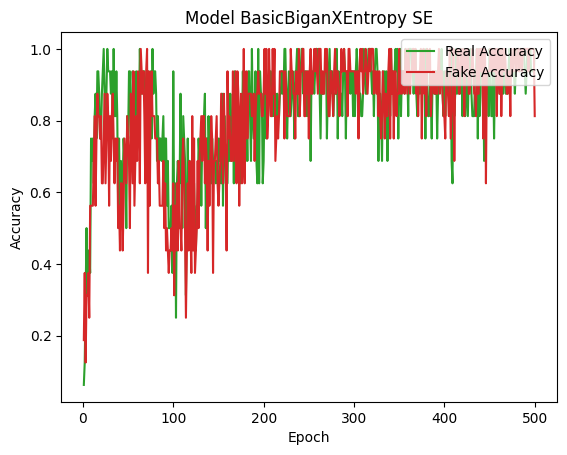 Model BasicBiganXEntropy SE
Real Accuracy
Fake Accuracy
1.0
0.8
0.6
0.4
0.2
Accuracy
0
100
200
300
400
500
Epoch